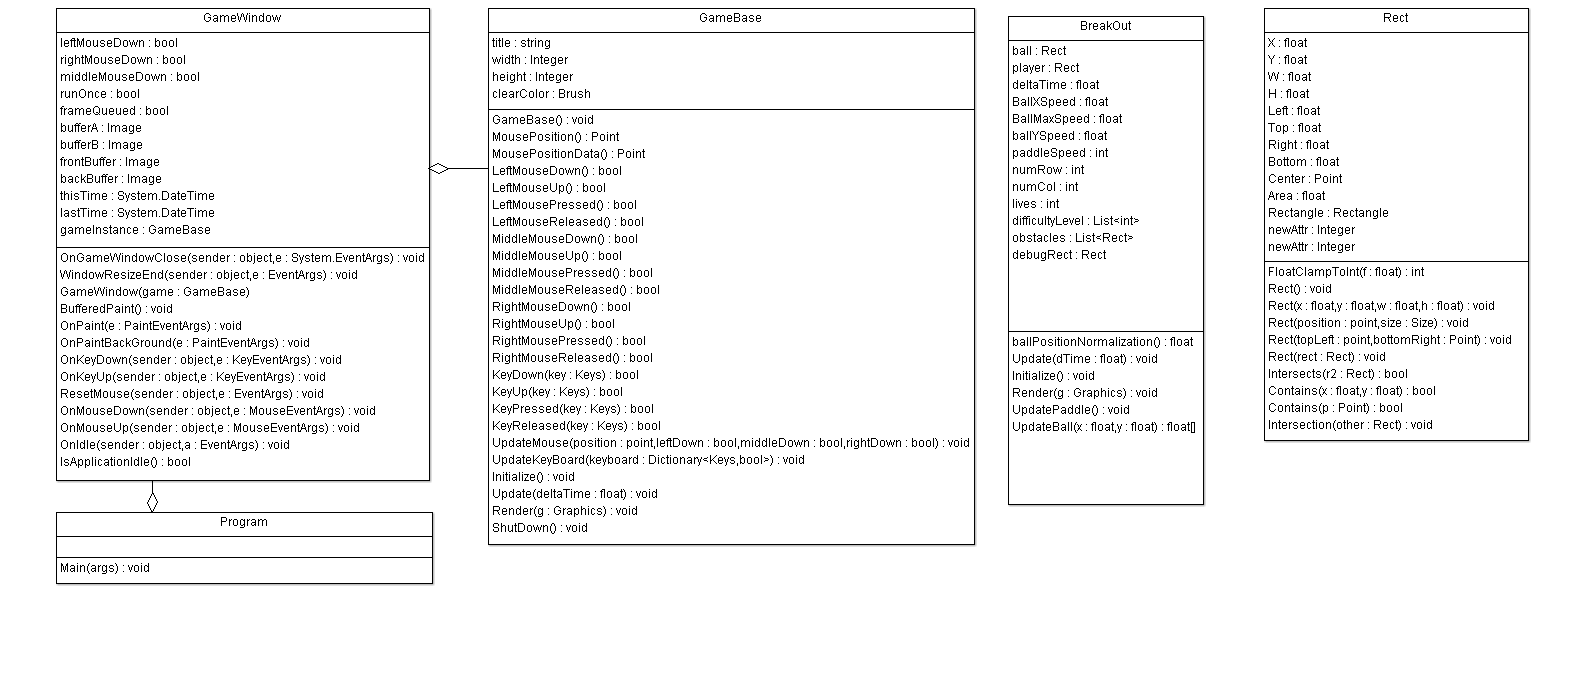 GameWindow
leftMouseDown : bool
rightMouseDown : bool
middleMouseDown : bool
runOnce : bool
frameQueued : bool
bufferA : Image
bufferB : Image
frontBuffer : Image
backBuffer : Image
thisTime : System.DateTime
lastTime : System.DateTime
gameInstance : GameBase
OnGameWindowClose(sender : object,e : System.EventArgs) : void
WindowResizeEnd(sender : object,e : EventArgs) : void
GameWindow(game : GameBase)
BufferedPaint() : void
OnPaint(e : PaintEventArgs) : void
OnPaintBackGround(e : PaintEventArgs) : void
OnKeyDown(sender : object,e : KeyEventArgs) : void
OnKeyUp(sender : object,e : KeyEventArgs) : void
ResetMouse(sender : object,e : EventArgs) : void
OnMouseDown(sender : object,e : MouseEventArgs) : void
OnMouseUp(sender : object,e : MouseEventArgs) : void
OnIdle(sender : object,a : EventArgs) : void
IsApplicationIdle() : bool
Program
Main(args) : void
GameBase
title : string
width : Integer
height : Integer
clearColor : Brush
GameBase() : void
MousePosition() : Point
MousePositionData() : Point
LeftMouseDown() : bool
LeftMouseUp() : bool
LeftMousePressed() : bool
LeftMouseReleased() : bool
MiddleMouseDown() : bool
MiddleMouseUp() : bool
MiddleMousePressed() : bool
MiddleMouseReleased() : bool
RightMouseDown() : bool
RightMouseUp() : bool
RightMousePressed() : bool
RightMouseReleased() : bool
KeyDown(key : Keys) : bool
KeyUp(key : Keys) : bool
KeyPressed(key : Keys) : bool
KeyReleased(key : Keys) : bool
UpdateMouse(position : point,leftDown : bool,middleDown : bool,rightDown : bool) : void
UpdateKeyBoard(keyboard : Dictionary<Keys,bool>) : void
Initialize() : void
Update(deltaTime : float) : void
Render(g : Graphics) : void
ShutDown() : void
BreakOut
ball : Rect
player : Rect
deltaTime : float
BallXSpeed : float
BallMaxSpeed : float
ballYSpeed : float
paddleSpeed : int
numRow : int
numCol : int
lives : int
difficultyLevel : List<int>
obstacles : List<Rect>
debugRect : Rect
ballPositionNormalization() : float
Update(dTime : float) : void
Initialize() : void
Render(g : Graphics) : void
UpdatePaddle() : void
UpdateBall(x : float,y : float) : float[]
Rect
X : float
Y : float
W : float
H : float
Left : float
Top : float
Right : float
Bottom : float
Center : Point
Area : float
Rectangle : Rectangle
newAttr : Integer
newAttr : Integer
FloatClampToInt(f : float) : int
Rect() : void
Rect(x : float,y : float,w : float,h : float) : void
Rect(position : point,size : Size) : void
Rect(topLeft : point,bottomRight : Point) : void
Rect(rect : Rect) : void
Intersects(r2 : Rect) : bool
Contains(x : float,y : float) : bool
Contains(p : Point) : bool
Intersection(other : Rect) : void